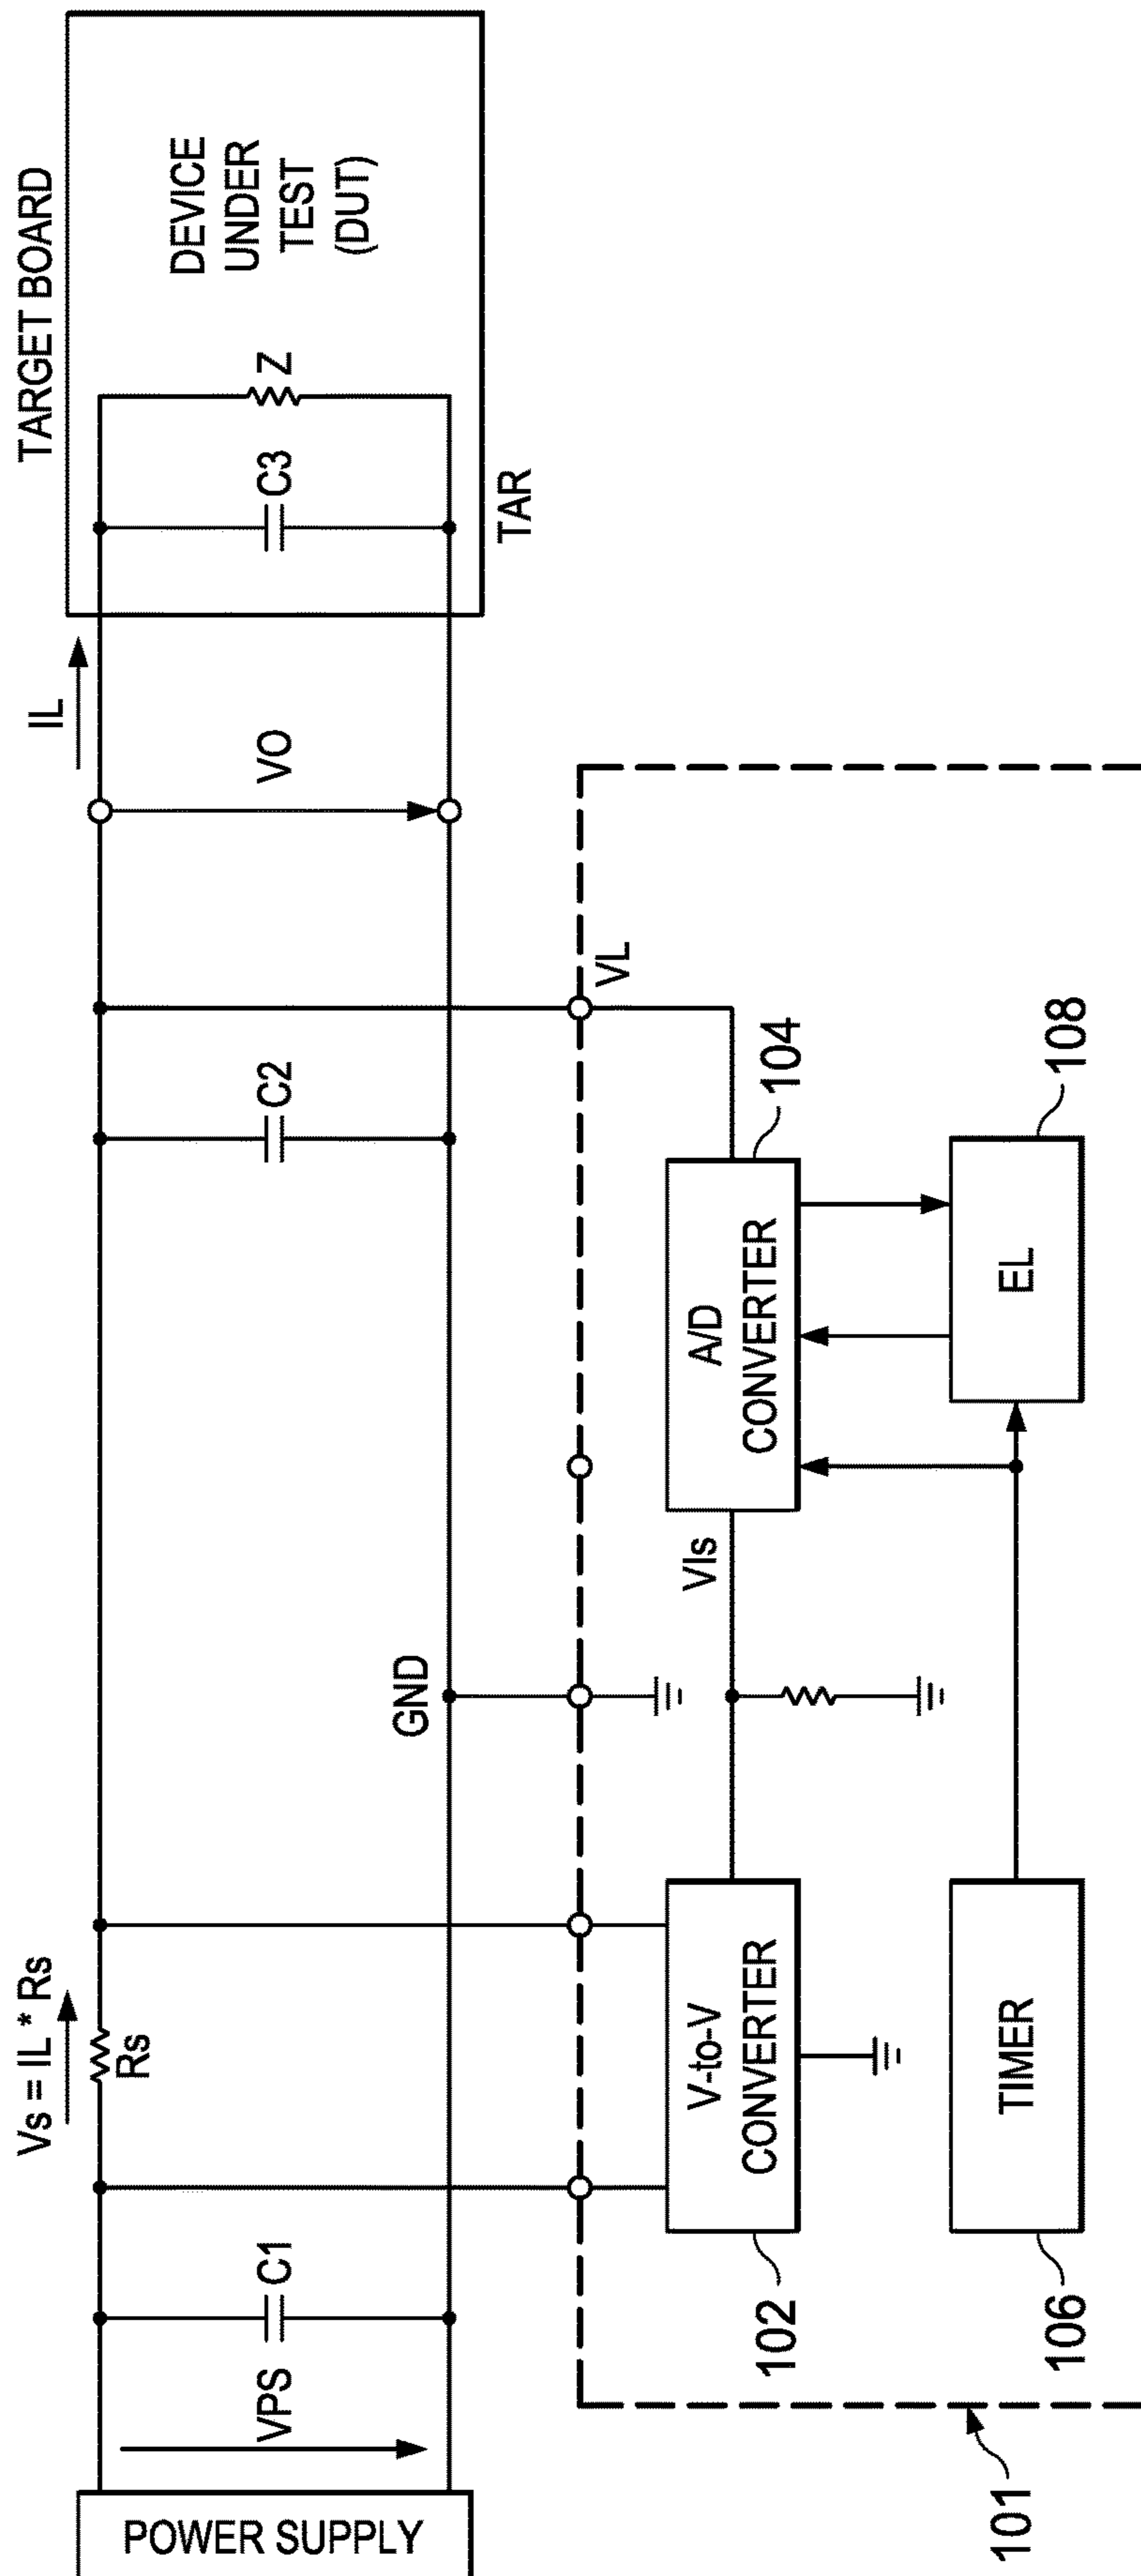 Vs = IL * Rs
Rs
POWER SUPPLY
VPS
C1
GND
C2
VO
IL
TARGET BOARD
C3
Z
DEVICE
UNDER
TEST
(DUT)
TAR
VL
V-to-V
CONVERTER
102
VIs
A/D
CONVERTER
104
TIMER
106
EL
108
101